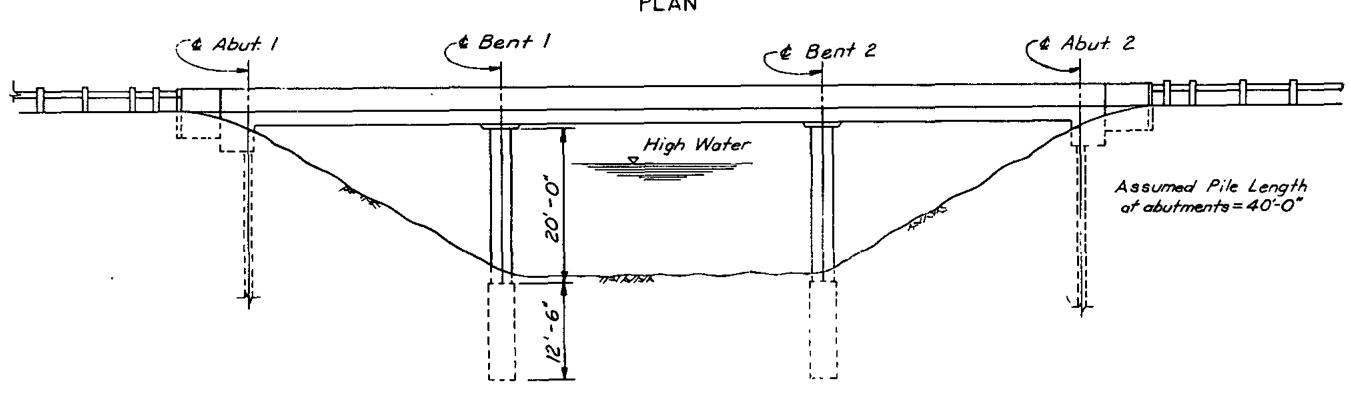 PLAN
℄ Abut. 1
℄ Bent 1
℄ Bent 2
℄ Abut. 2
High Water
20'-0"
Assumed Pile Length
at abutments = 40'-0"
12'-6"